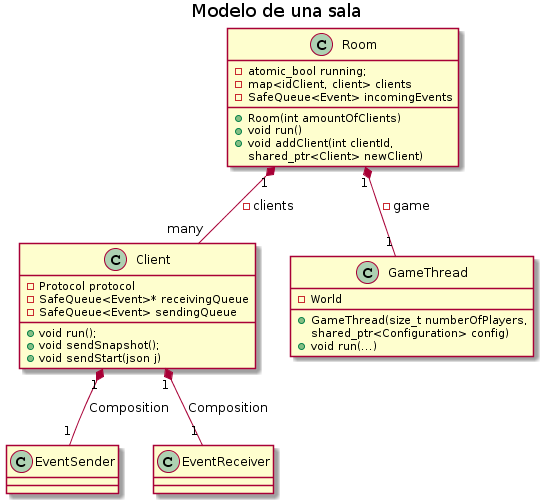 Modelo de una sala
C Room
atomic_bool running;
map<idClient, client> clients
SafeQueue<Event> incomingEvents
Room(int amountOfClients)
void run()
void addClient(int clientId,
shared_ptr<Client> newClient)
1
1
clients
game
many
1
C Client
Protocol protocol
SafeQueue<Event>* receivingQueue
SafeQueue<Event> sendingQueue
void run();
void sendSnapshot();
void sendStart(json j)
C GameThread
World
GameThread(size_t numberOfPlayers,
shared_ptr<Configuration> config)
void run(...)
1
1
Composition
Composition
1
1
C EventSender
C EventReceiver